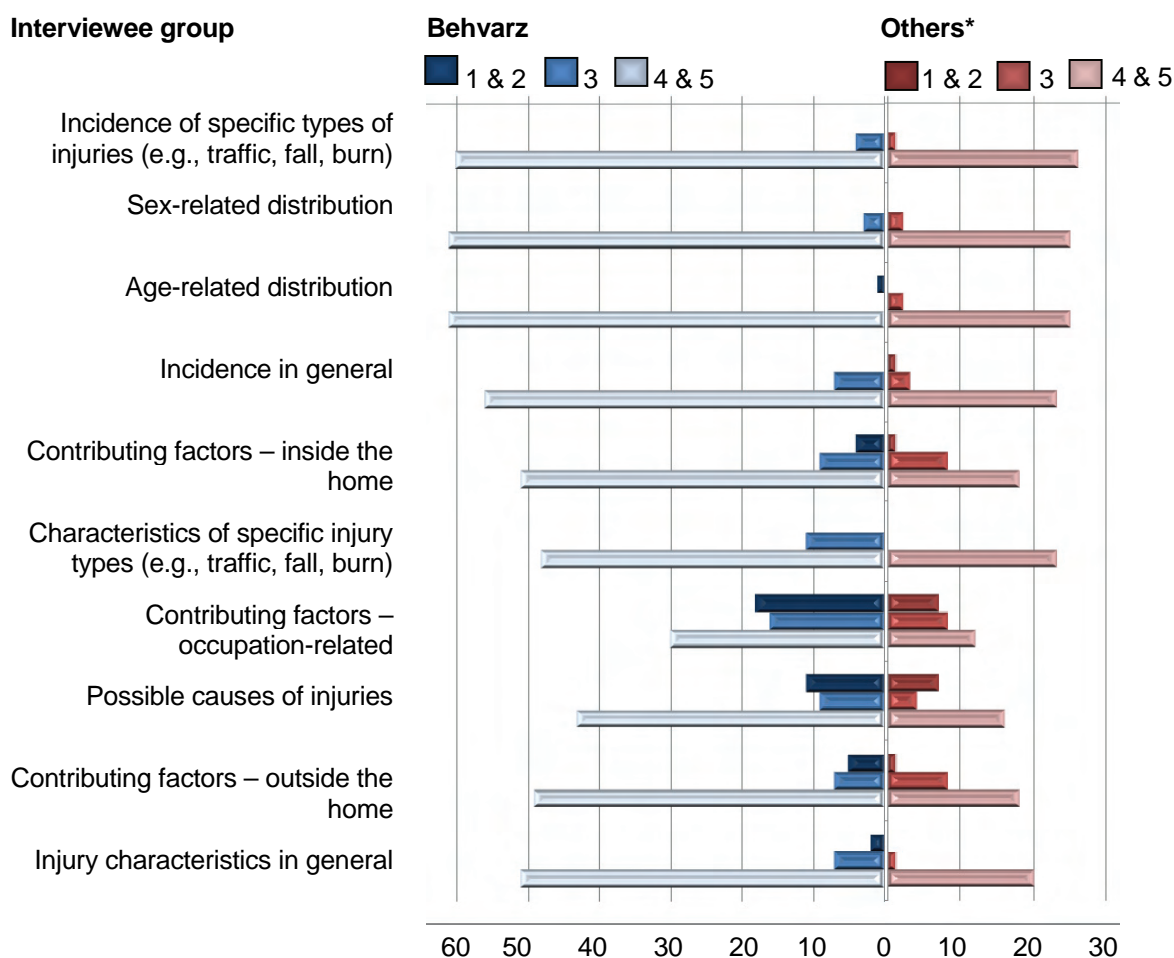 Interviewee group Behvarz Others*
1 & 2 3 4 & 5 1 & 2 3 4 & 5
Incidence of specific types of
injuries (e.g., traffic, fall, burn)
Sex-related distribution
Age-related distribution
Incidence in general
Contributing factors – inside the
home
Characteristics of specific injury
types (e.g., traffic, fall, burn)
Contributing factors –
occupation-related
Possible causes of injuries
Contributing factors – outside the
home
Injury characteristics in general
60 50 40 30 20 10 0 10 20 30